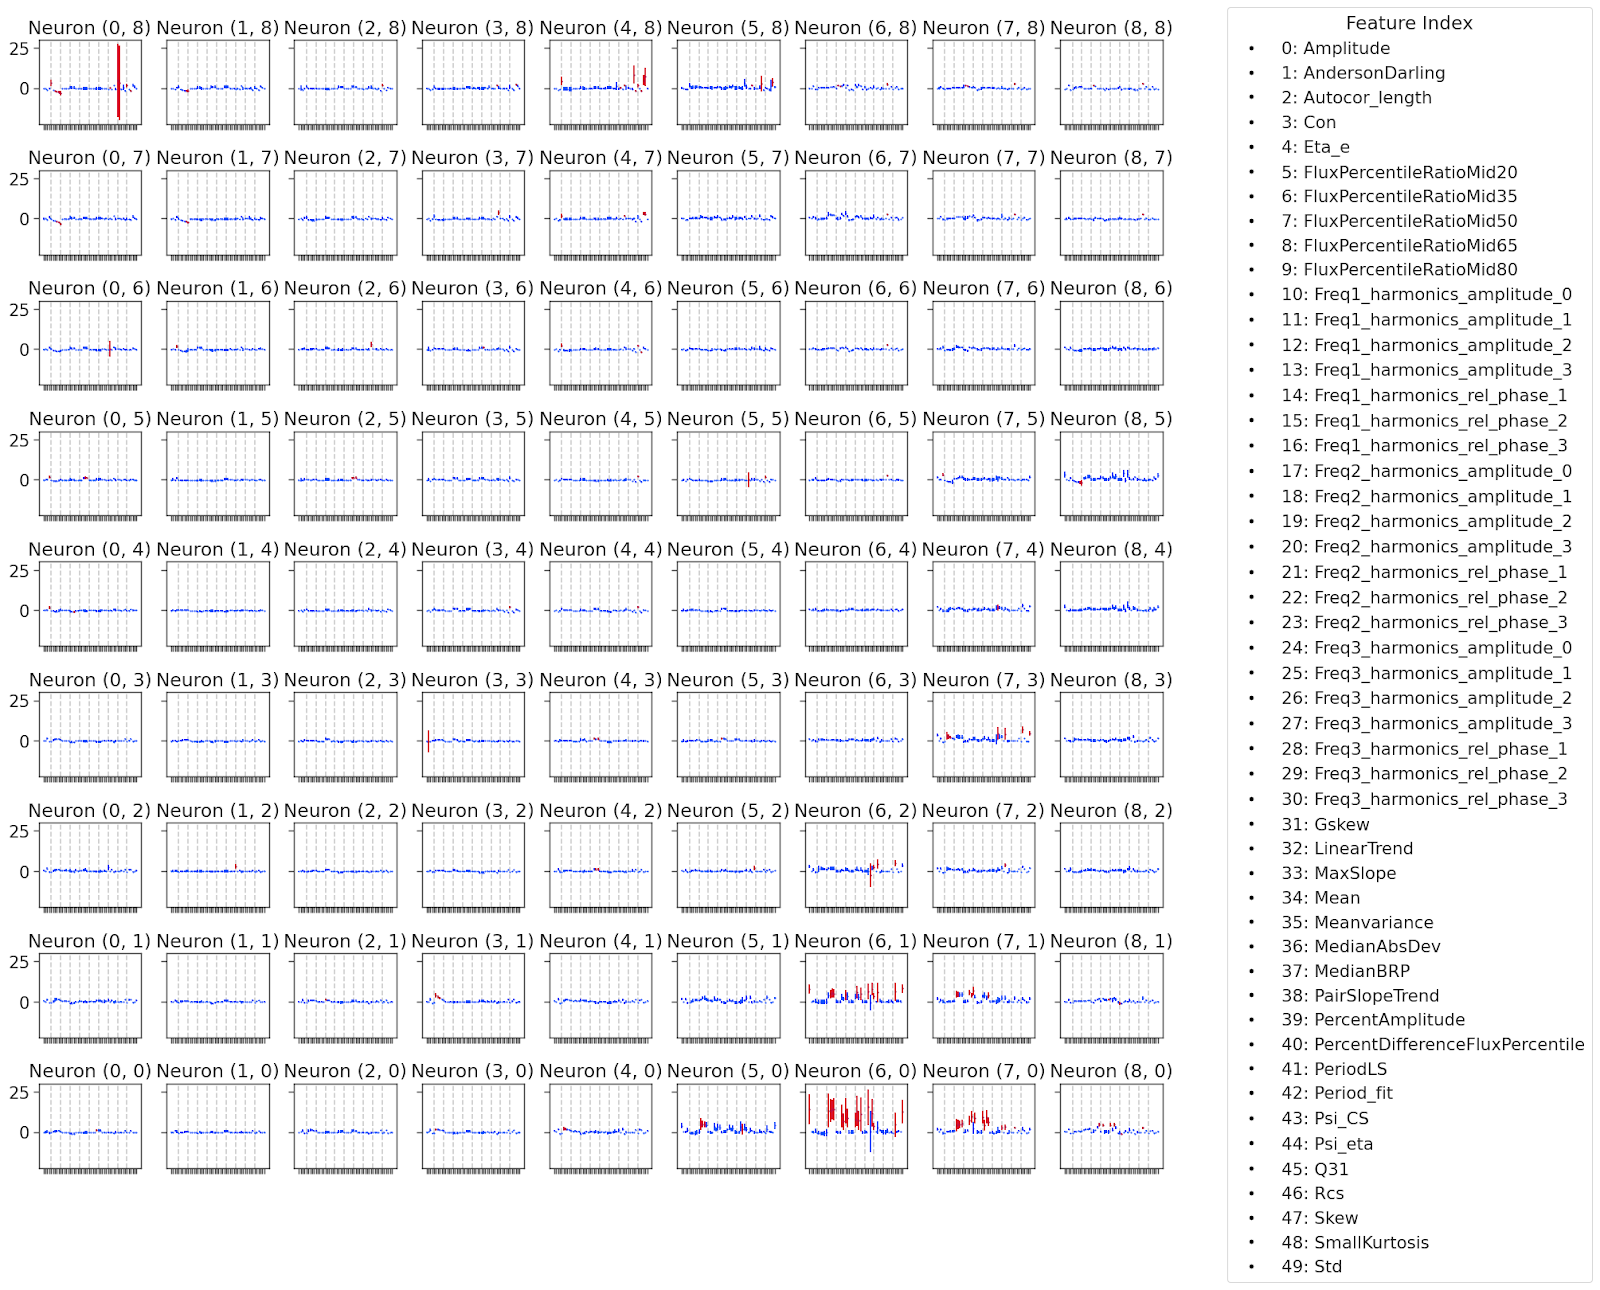 Neuron (0, 8) Neuron (1, 8) Neuron (2, 8) Neuron (3, 8) Neuron (4, 8) Neuron (5, 8) Neuron (6, 8) Neuron (7, 8) Neuron (8, 8)
25
0
Neuron (0, 7) Neuron (1, 7) Neuron (2, 7) Neuron (3, 7) Neuron (4, 7) Neuron (5, 7) Neuron (6, 7) Neuron (7, 7) Neuron (8, 7)
25
0
Neuron (0, 6) Neuron (1, 6) Neuron (2, 6) Neuron (3, 6) Neuron (4, 6) Neuron (5, 6) Neuron (6, 6) Neuron (7, 6) Neuron (8, 6)
25
0
Neuron (0, 5) Neuron (1, 5) Neuron (2, 5) Neuron (3, 5) Neuron (4, 5) Neuron (5, 5) Neuron (6, 5) Neuron (7, 5) Neuron (8, 5)
25
0
Neuron (0, 4) Neuron (1, 4) Neuron (2, 4) Neuron (3, 4) Neuron (4, 4) Neuron (5, 4) Neuron (6, 4) Neuron (7, 4) Neuron (8, 4)
25
0
Neuron (0, 3) Neuron (1, 3) Neuron (2, 3) Neuron (3, 3) Neuron (4, 3) Neuron (5, 3) Neuron (6, 3) Neuron (7, 3) Neuron (8, 3)
25
0
Neuron (0, 2) Neuron (1, 2) Neuron (2, 2) Neuron (3, 2) Neuron (4, 2) Neuron (5, 2) Neuron (6, 2) Neuron (7, 2) Neuron (8, 2)
25
0
Neuron (0, 1) Neuron (1, 1) Neuron (2, 1) Neuron (3, 1) Neuron (4, 1) Neuron (5, 1) Neuron (6, 1) Neuron (7, 1) Neuron (8, 1)
25
0
Neuron (0, 0) Neuron (1, 0) Neuron (2, 0) Neuron (3, 0) Neuron (4, 0) Neuron (5, 0) Neuron (6, 0) Neuron (7, 0) Neuron (8, 0)
25
0
Feature Index
0: Amplitude
1: AndersonDarling
2: Autocor_length
3: Con
4: Eta_e
5: FluxPercentileRatioMid20
6: FluxPercentileRatioMid35
7: FluxPercentileRatioMid50
8: FluxPercentileRatioMid65
9: FluxPercentileRatioMid80
10: Freq1_harmonics_amplitude_0
11: Freq1_harmonics_amplitude_1
12: Freq1_harmonics_amplitude_2
13: Freq1_harmonics_amplitude_3
14: Freq1_harmonics_rel_phase_1
15: Freq1_harmonics_rel_phase_2
16: Freq1_harmonics_rel_phase_3
17: Freq2_harmonics_amplitude_0
18: Freq2_harmonics_amplitude_1
19: Freq2_harmonics_amplitude_2
20: Freq2_harmonics_amplitude_3
21: Freq2_harmonics_rel_phase_1
22: Freq2_harmonics_rel_phase_2
23: Freq2_harmonics_rel_phase_3
24: Freq3_harmonics_amplitude_0
25: Freq3_harmonics_amplitude_1
26: Freq3_harmonics_amplitude_2
27: Freq3_harmonics_amplitude_3
28: Freq3_harmonics_rel_phase_1
29: Freq3_harmonics_rel_phase_2
30: Freq3_harmonics_rel_phase_3
31: Gskew
32: LinearTrend
33: MaxSlope
34: Mean
35: Meanvariance
36: MedianAbsDev
37: MedianBRP
38: PairSlopeTrend
39: PercentAmplitude
40: PercentDifferenceFluxPercentile
41: PeriodLS
42: Period_fit
43: Psi_CS
44: Psi_eta
45: Q31
46: Rcs
47: Skew
48: SmallKurtosis
49: Std